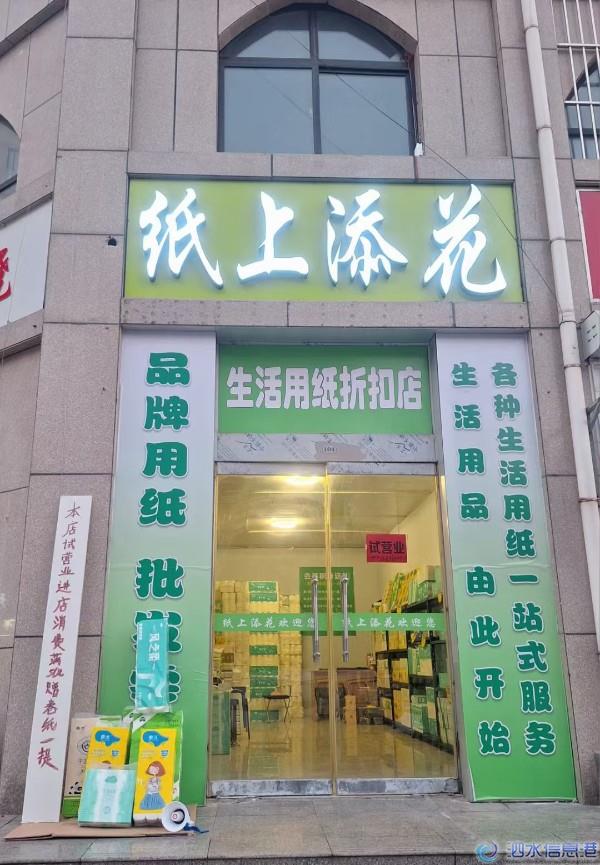 纸上添花
生活用纸折扣店
品牌用纸 批发
各种生活用纸一站式服务
生活用品 由此开始
101
试营业
纸上添花欢迎您
纸上添花欢迎您
本店试营业进店消费满
赠卷纸一提
泗水信息港